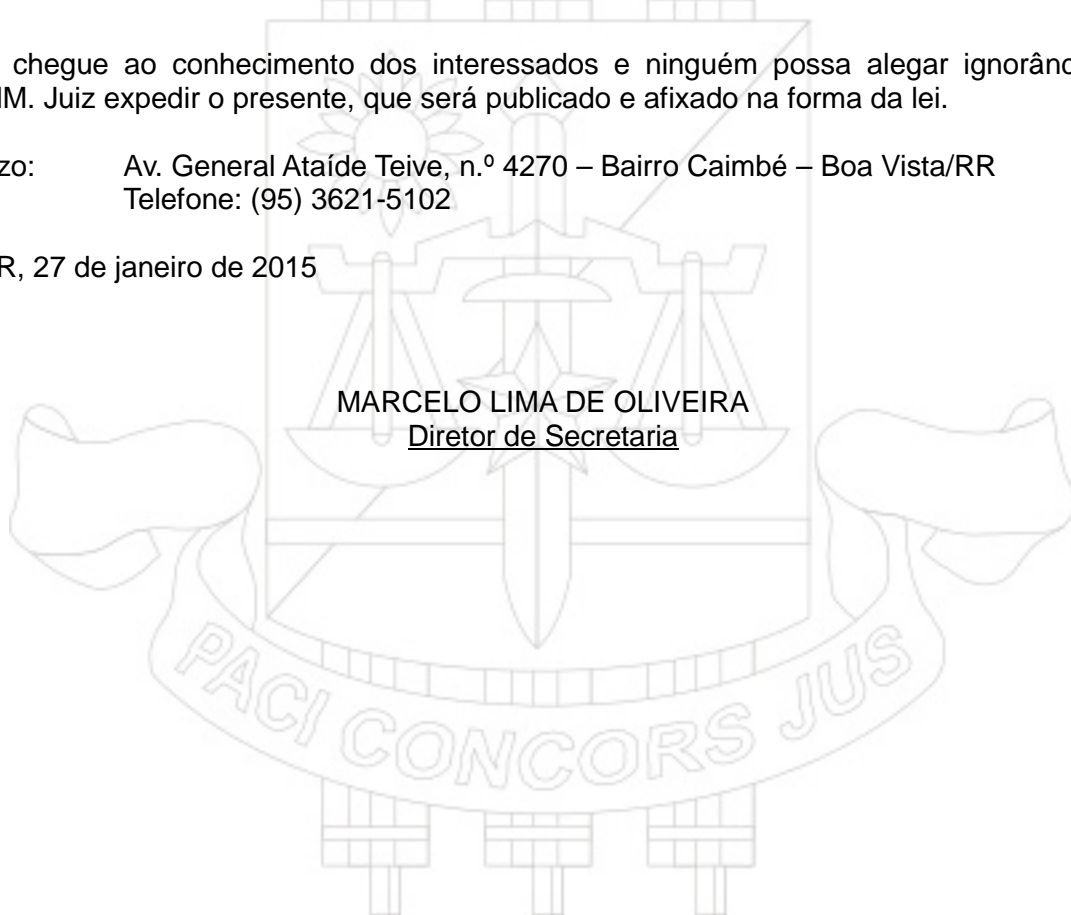 chegue ao conhecimento dos interessados e ninguém possa alegar ignorânc
M. Juiz expedir o presente, que será publicado e afixado na forma da lei.
zo: Av. General Ataíde Teive, n.º 4270 – Bairro Caimbé – Boa Vista/RR
Telefone: (95) 3621-5102
R, 27 de janeiro de 2015
MARCELO LIMA DE OLIVEIRA
Diretor de Secretaria
PACI CONCORS JUS